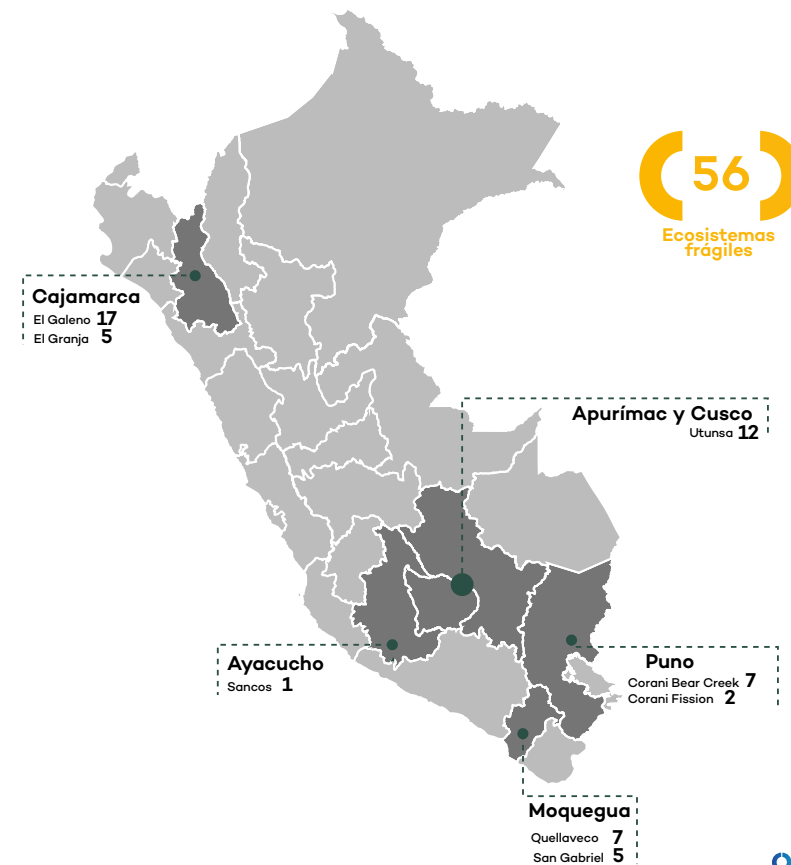 56
Ecosistemas
frágiles
Cajamarca
El Galeno 17
El Granja 5
Apurímac y Cusco
Utunsa 12
Ayacucho
Sancos 1
Puno
Corani Bear Creek 7
Corani Fission 2
Moquegua
Quellaveco 7
San Gabriel 5